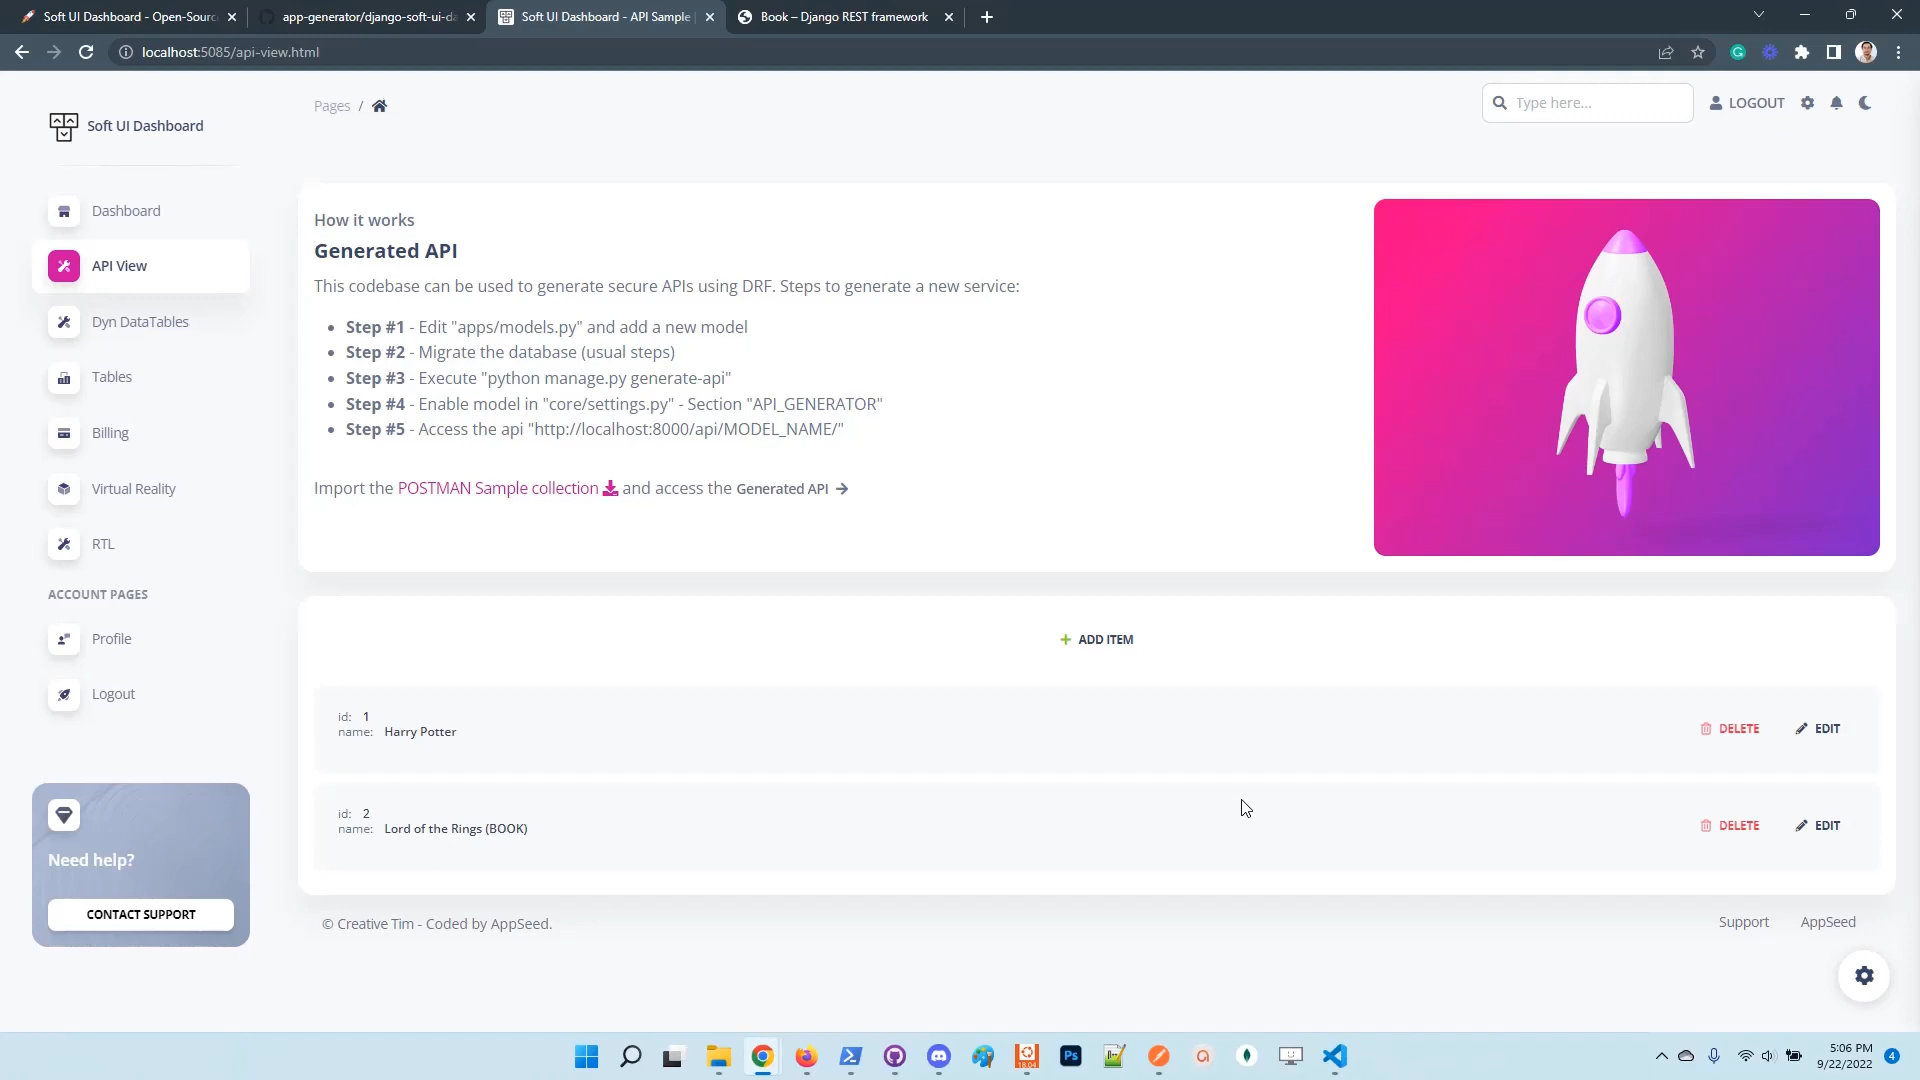 Soft UI Dashboard - Open-Sourc
app-generator/django-soft-ui-da
Soft UI Dashboard - API Sample |
Book – Django REST framework
localhost:5085/api-view.html
Soft UI Dashboard
Pages / 
Type here...
LOGOUT
Dashboard
API View
Dyn DataTables
Tables
Billing
Virtual Reality
RTL
ACCOUNT PAGES
Profile
Logout
Need help?
CONTACT SUPPORT
How it works
Generated API
This codebase can be used to generate secure APIs using DRF. Steps to generate a new service:
• Step #1 - Edit "apps/models.py" and add a new model
• Step #2 - Migrate the database (usual steps)
• Step #3 - Execute "python manage.py generate-api"
• Step #4 - Enable model in "core/settings.py" - Section "API_GENERATOR"
• Step #5 - Access the api "http://localhost:8000/api/MODEL_NAME/"
Import the POSTMAN Sample collection and access the Generated API →
+ ADD ITEM
id: 1
name: Harry Potter
DELETE
EDIT
id: 2
name: Lord of the Rings (BOOK)
DELETE
EDIT
© Creative Tim - Coded by AppSeed.
Support
AppSeed
Ps
18.04
5:06 PM
9/22/2022
4